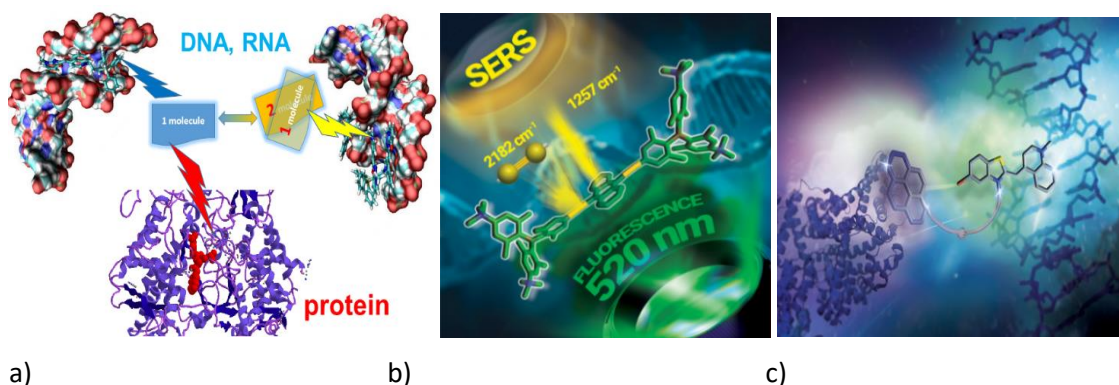 DNA, RNA
1 molecule
2
1 molecule
protein
SERS
1257 cm⁻¹
2182 cm⁻¹
FLUORESCENCE
520 nm
a)
b)
c)